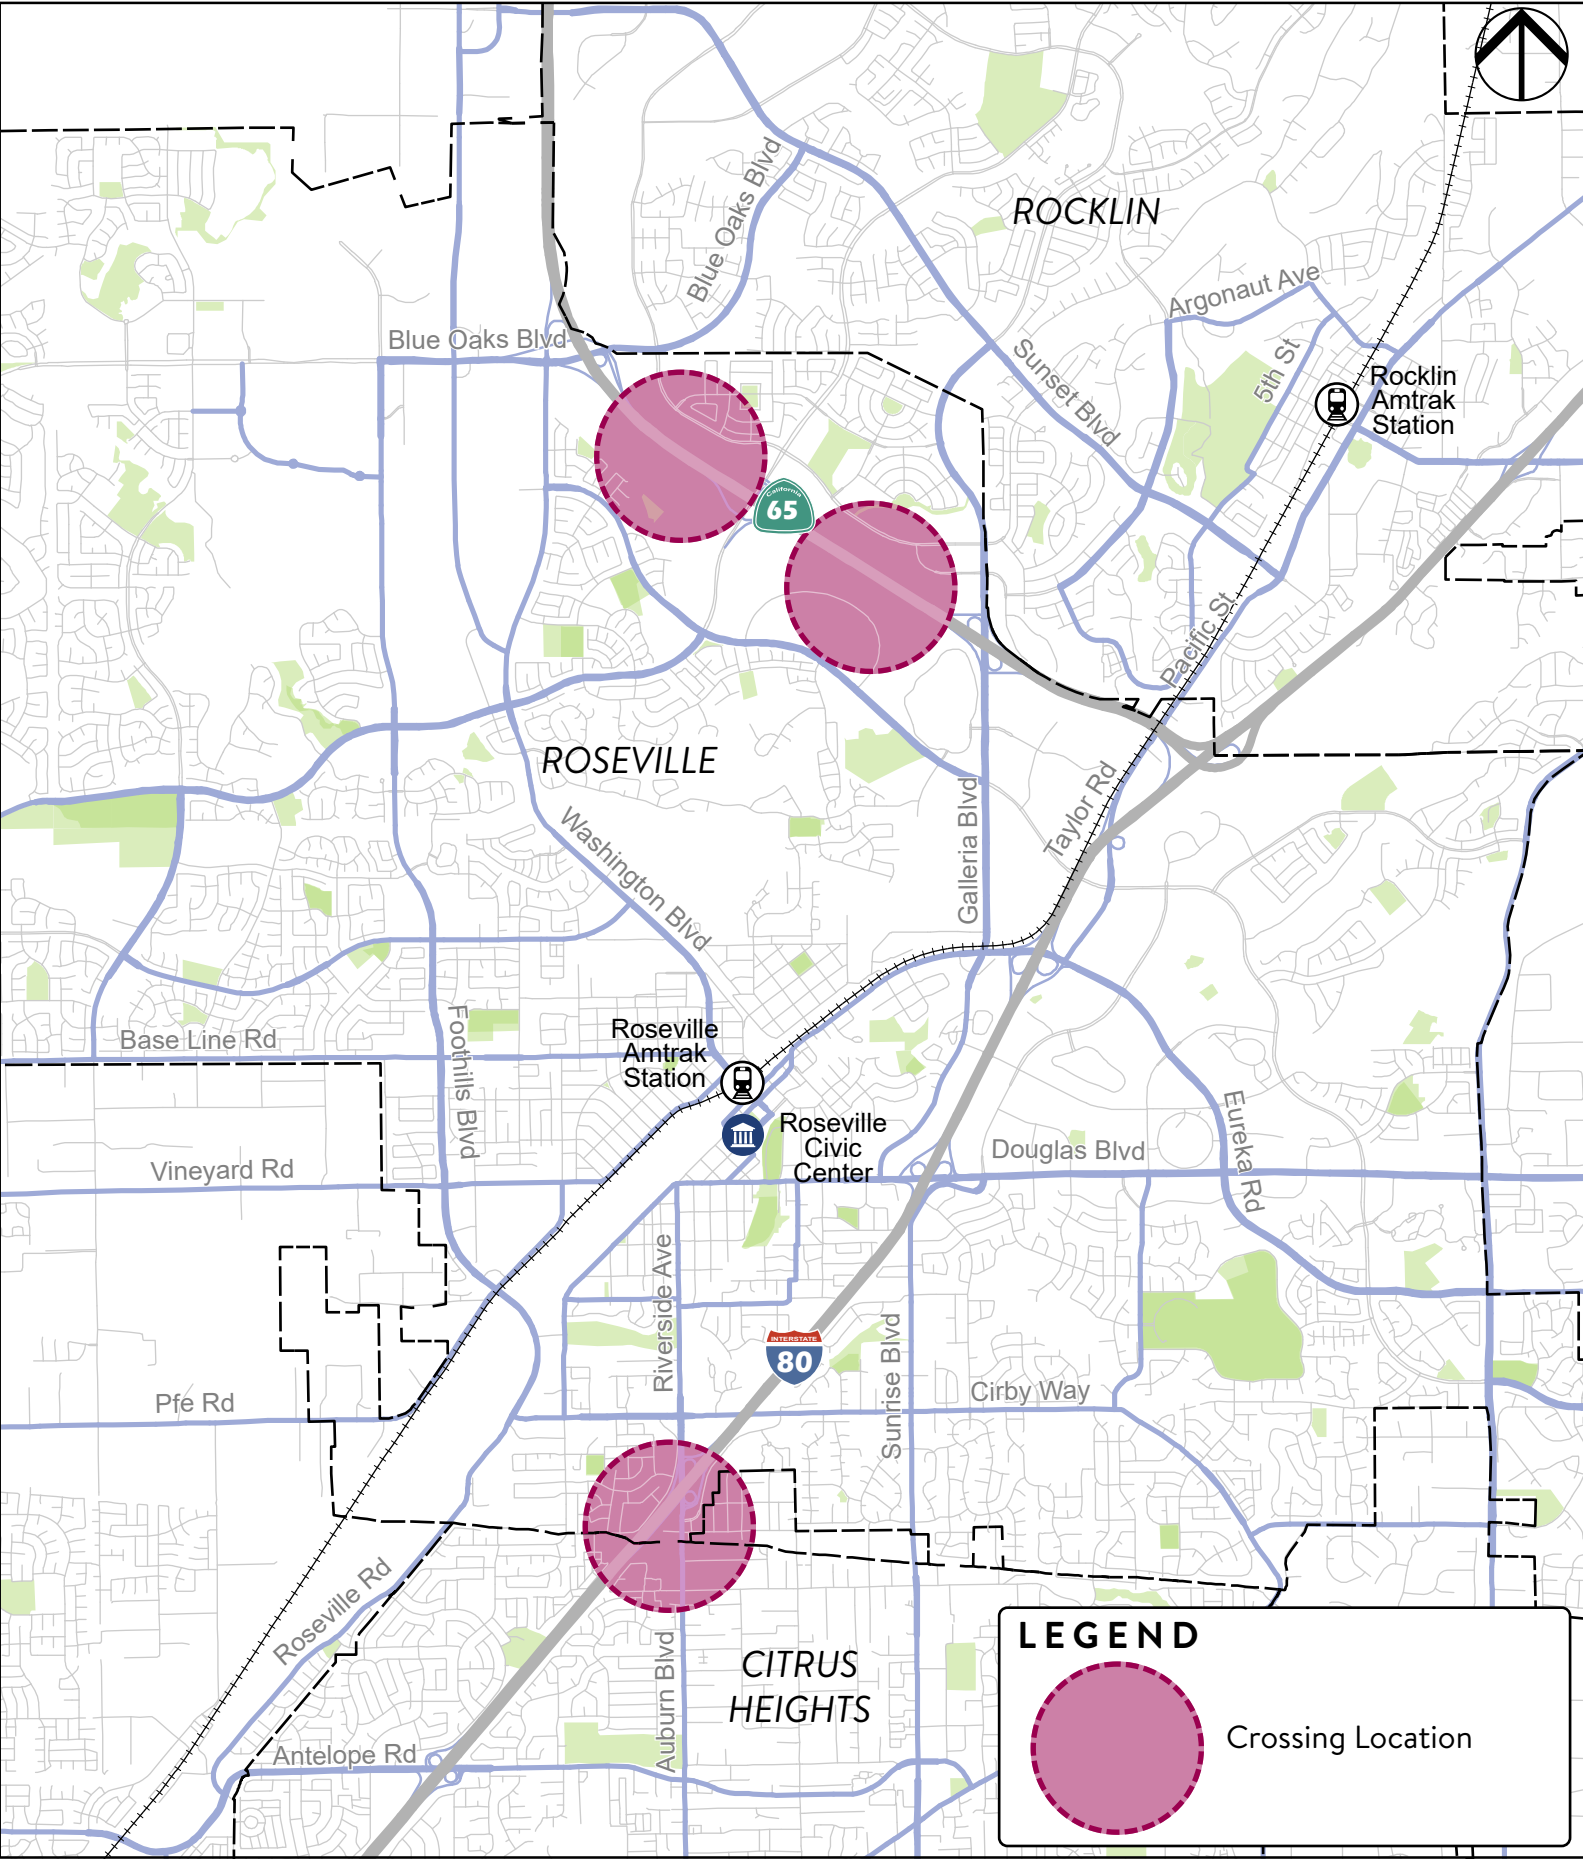 ROCKLIN
Blue Oaks Blvd
Argonaut Ave
Blue Oaks Blvd
Sunset Blvd
5th St
Rocklin
Amtrak
Station
California
65
Pacific St
ROSEVILLE
Taylor Rd
Galleria Blvd
Washington Blvd
Base Line Rd
Foothills Blvd
Roseville
Amtrak
Station
Roseville
Civic
Center
Douglas Blvd
Eureka Rd
Vineyard Rd
Riverside Ave
INTERSTATE
80
Sunrise Blvd
Cirby Way
Pfe Rd
Roseville Rd
CITRUS
HEIGHTS
Auburn Blvd
Antelope Rd
LEGEND
Crossing Location